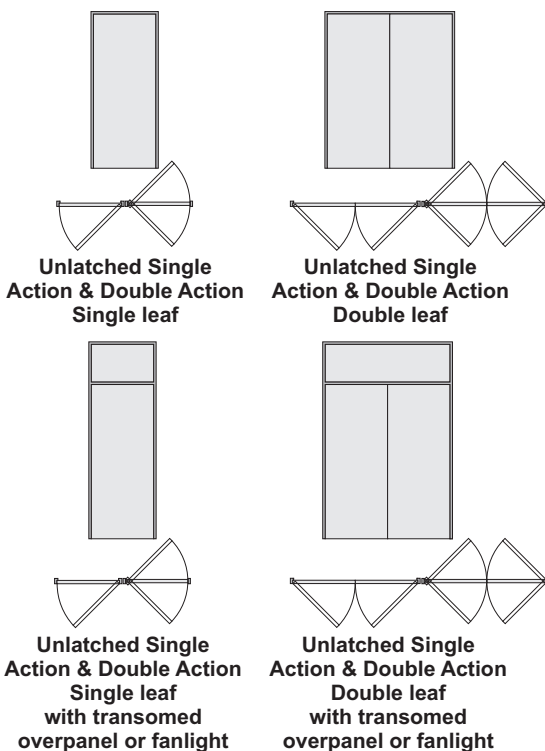 Unlatched Single
Action & Double Action
Single leaf
Unlatched Single
Action & Double Action
Double leaf
Unlatched Single
Action & Double Action
Single leaf
with transomed
overpanel or fanlight
Unlatched Single
Action & Double Action
Double leaf
with transomed
overpanel or fanlight